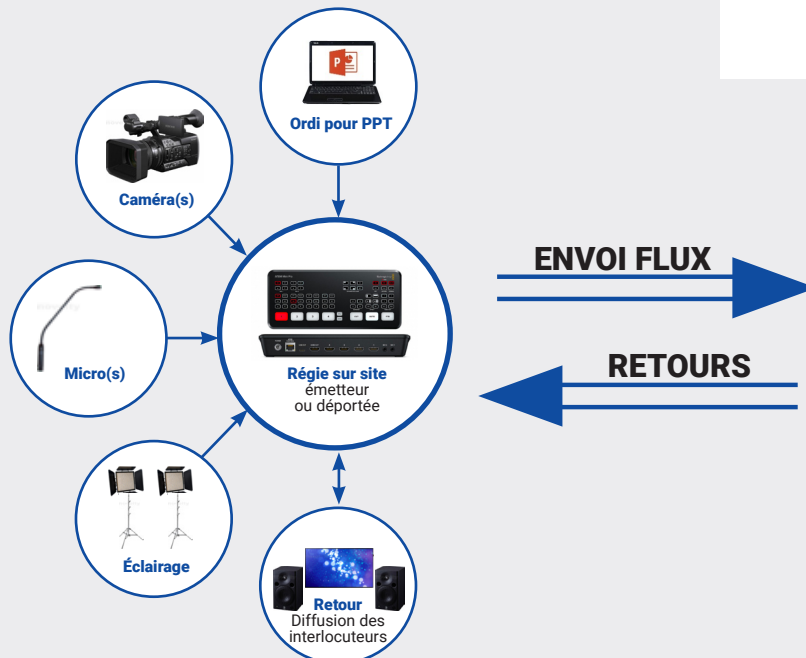 Ordi pour PPT
Caméra(s)
ENVOI FLUX
RETOURS
Micro(s)
Régie sur site
émetteur
ou déportée
Éclairage
Retour
Diffusion des
interlocuteurs